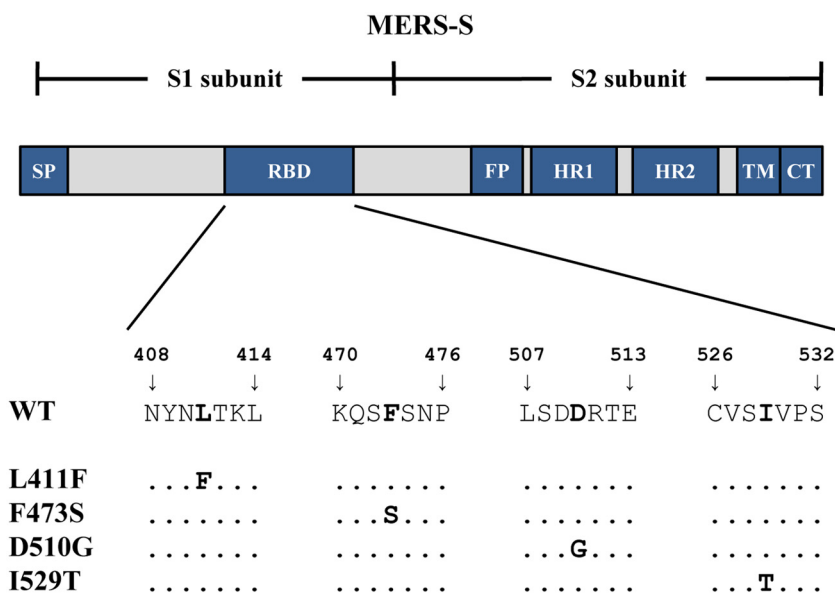 MERS-S
S1 subunit S2 subunit
SP RBD FP HR1 HR2 TM CT
408 414 470 476 507 513 526 532
↓ ↓ ↓ ↓ ↓ ↓ ↓ ↓
WT NYNLTKL KQSFSNP LSDDRTE CVSIVPS
L411F ...F... ....... ....... .......
F473S ....... ...S... ....... .......
D510G ....... ....... ...G... .......
I529T ....... ....... ....... ...T...